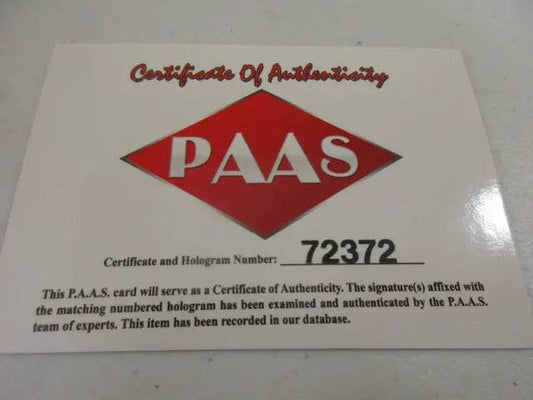 Certificate Of Authenticity
PAAS
Certificate and Hologram Number: 72372
This P.A.A.S. card will serve as a Certificate of Authenticity. The signature(s) affixed with
the matching numbered hologram has been examined and authenticated by the P.A.A.S.
team of experts. This item has been recorded in our database.